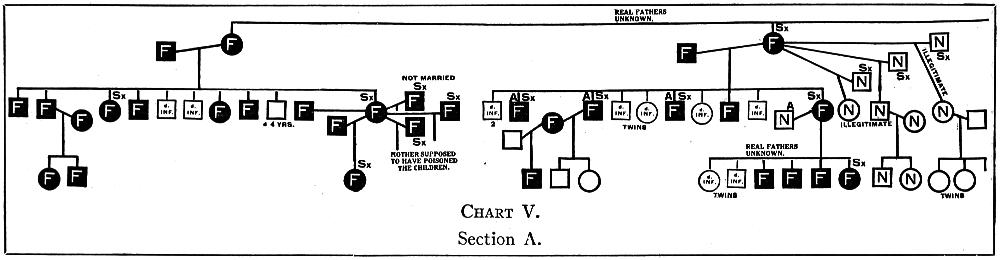 REAL FATHERS
UNKNOWN.
Sx
F F F F N Sx
Sx N Sx
Sx N
ILLEGITIMATE
NOT MARRIED
Sx
F F F Sx F d. INF. d. INF. F F Sx F F Sx F Sx
d 4 YRS.
F F Sx
d. INF. A Sx F A F d. INF. d. INF. A Sx F d. INF. F d. INF. Sx F
2 TWINS
A N N ILLEGITIMATE N N
F F N
MOTHER SUPPOSED
TO HAVE POISONED
THE CHILDREN.
REAL FATHERS
UNKNOWN.
F F Sx F F d. INF. d. INF. F F F Sx F N N
TWINS TWINS
CHART V.
Section A.